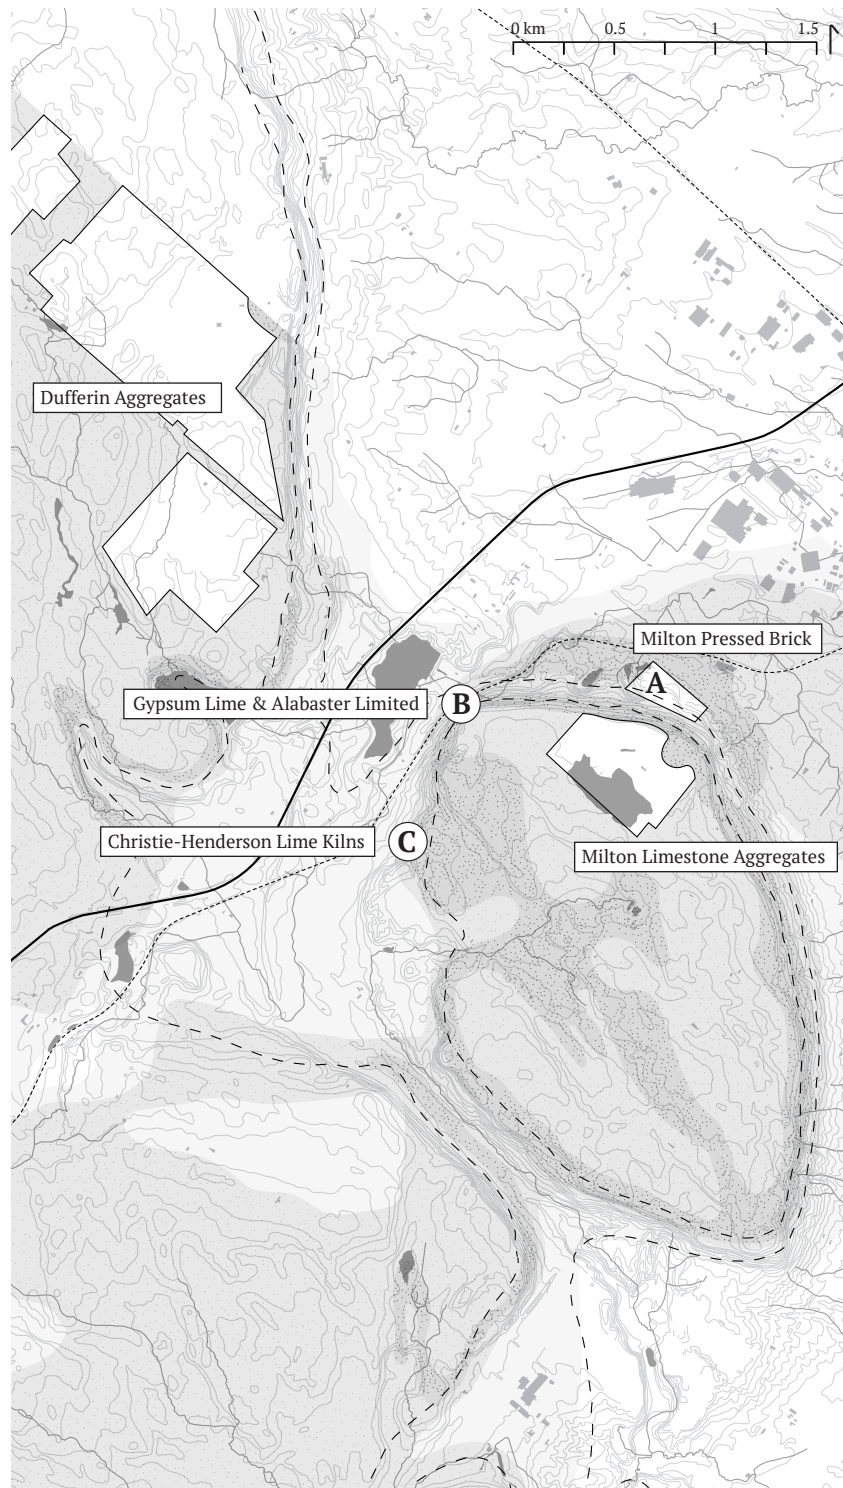 0 km 0.5 1 1.5
Dufferin Aggregates
Milton Pressed Brick
A
Gypsum Lime & Alabaster Limited
B
Christie-Henderson Lime Kilns
C
Milton Limestone Aggregates